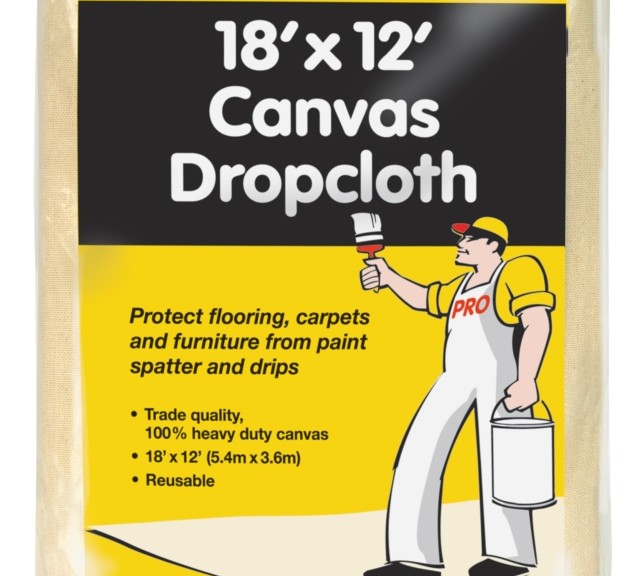 18′ x 12′
Canvas
Dropcloth
PRO
Protect flooring, carpets
and furniture from paint
spatter and drips
• Trade quality,
100% heavy duty canvas
• 18' x 12' (5.4m x 3.6m)
• Reusable